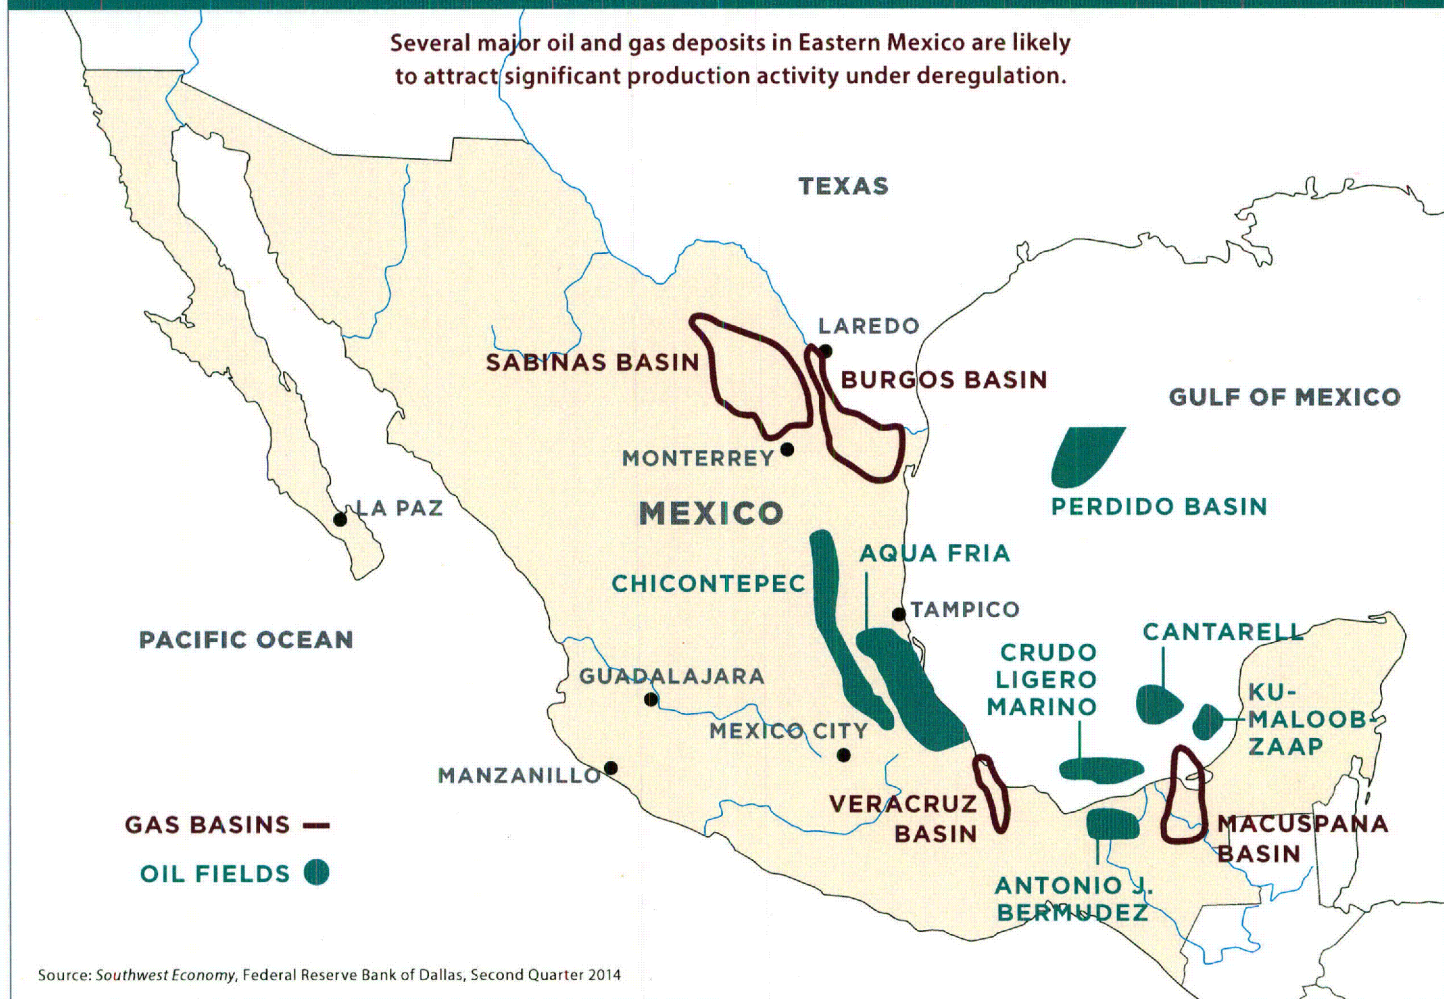 Several major oil and gas deposits in Eastern Mexico are likely
to attract significant production activity under deregulation.
TEXAS
LAREDO
SABINAS BASIN
BURGOS BASIN
GULF OF MEXICO
MONTERREY
MEXICO
LA PAZ
PERDIDO BASIN
AQUA FRIA
CHICONTEPEC
TAMPICO
PACIFIC OCEAN
CANTARELL
CRUDO
LIGERO
MARINO
GUADALAJARA
KU-
MALOOB-
ZAAP
MEXICO CITY
MANZANILLO
VERACRUZ
BASIN
MACUSPANA
BASIN
GAS BASINS
OIL FIELDS
ANTONIO J.
BERMUDEZ
Source: Southwest Economy, Federal Reserve Bank of Dallas, Second Quarter 2014